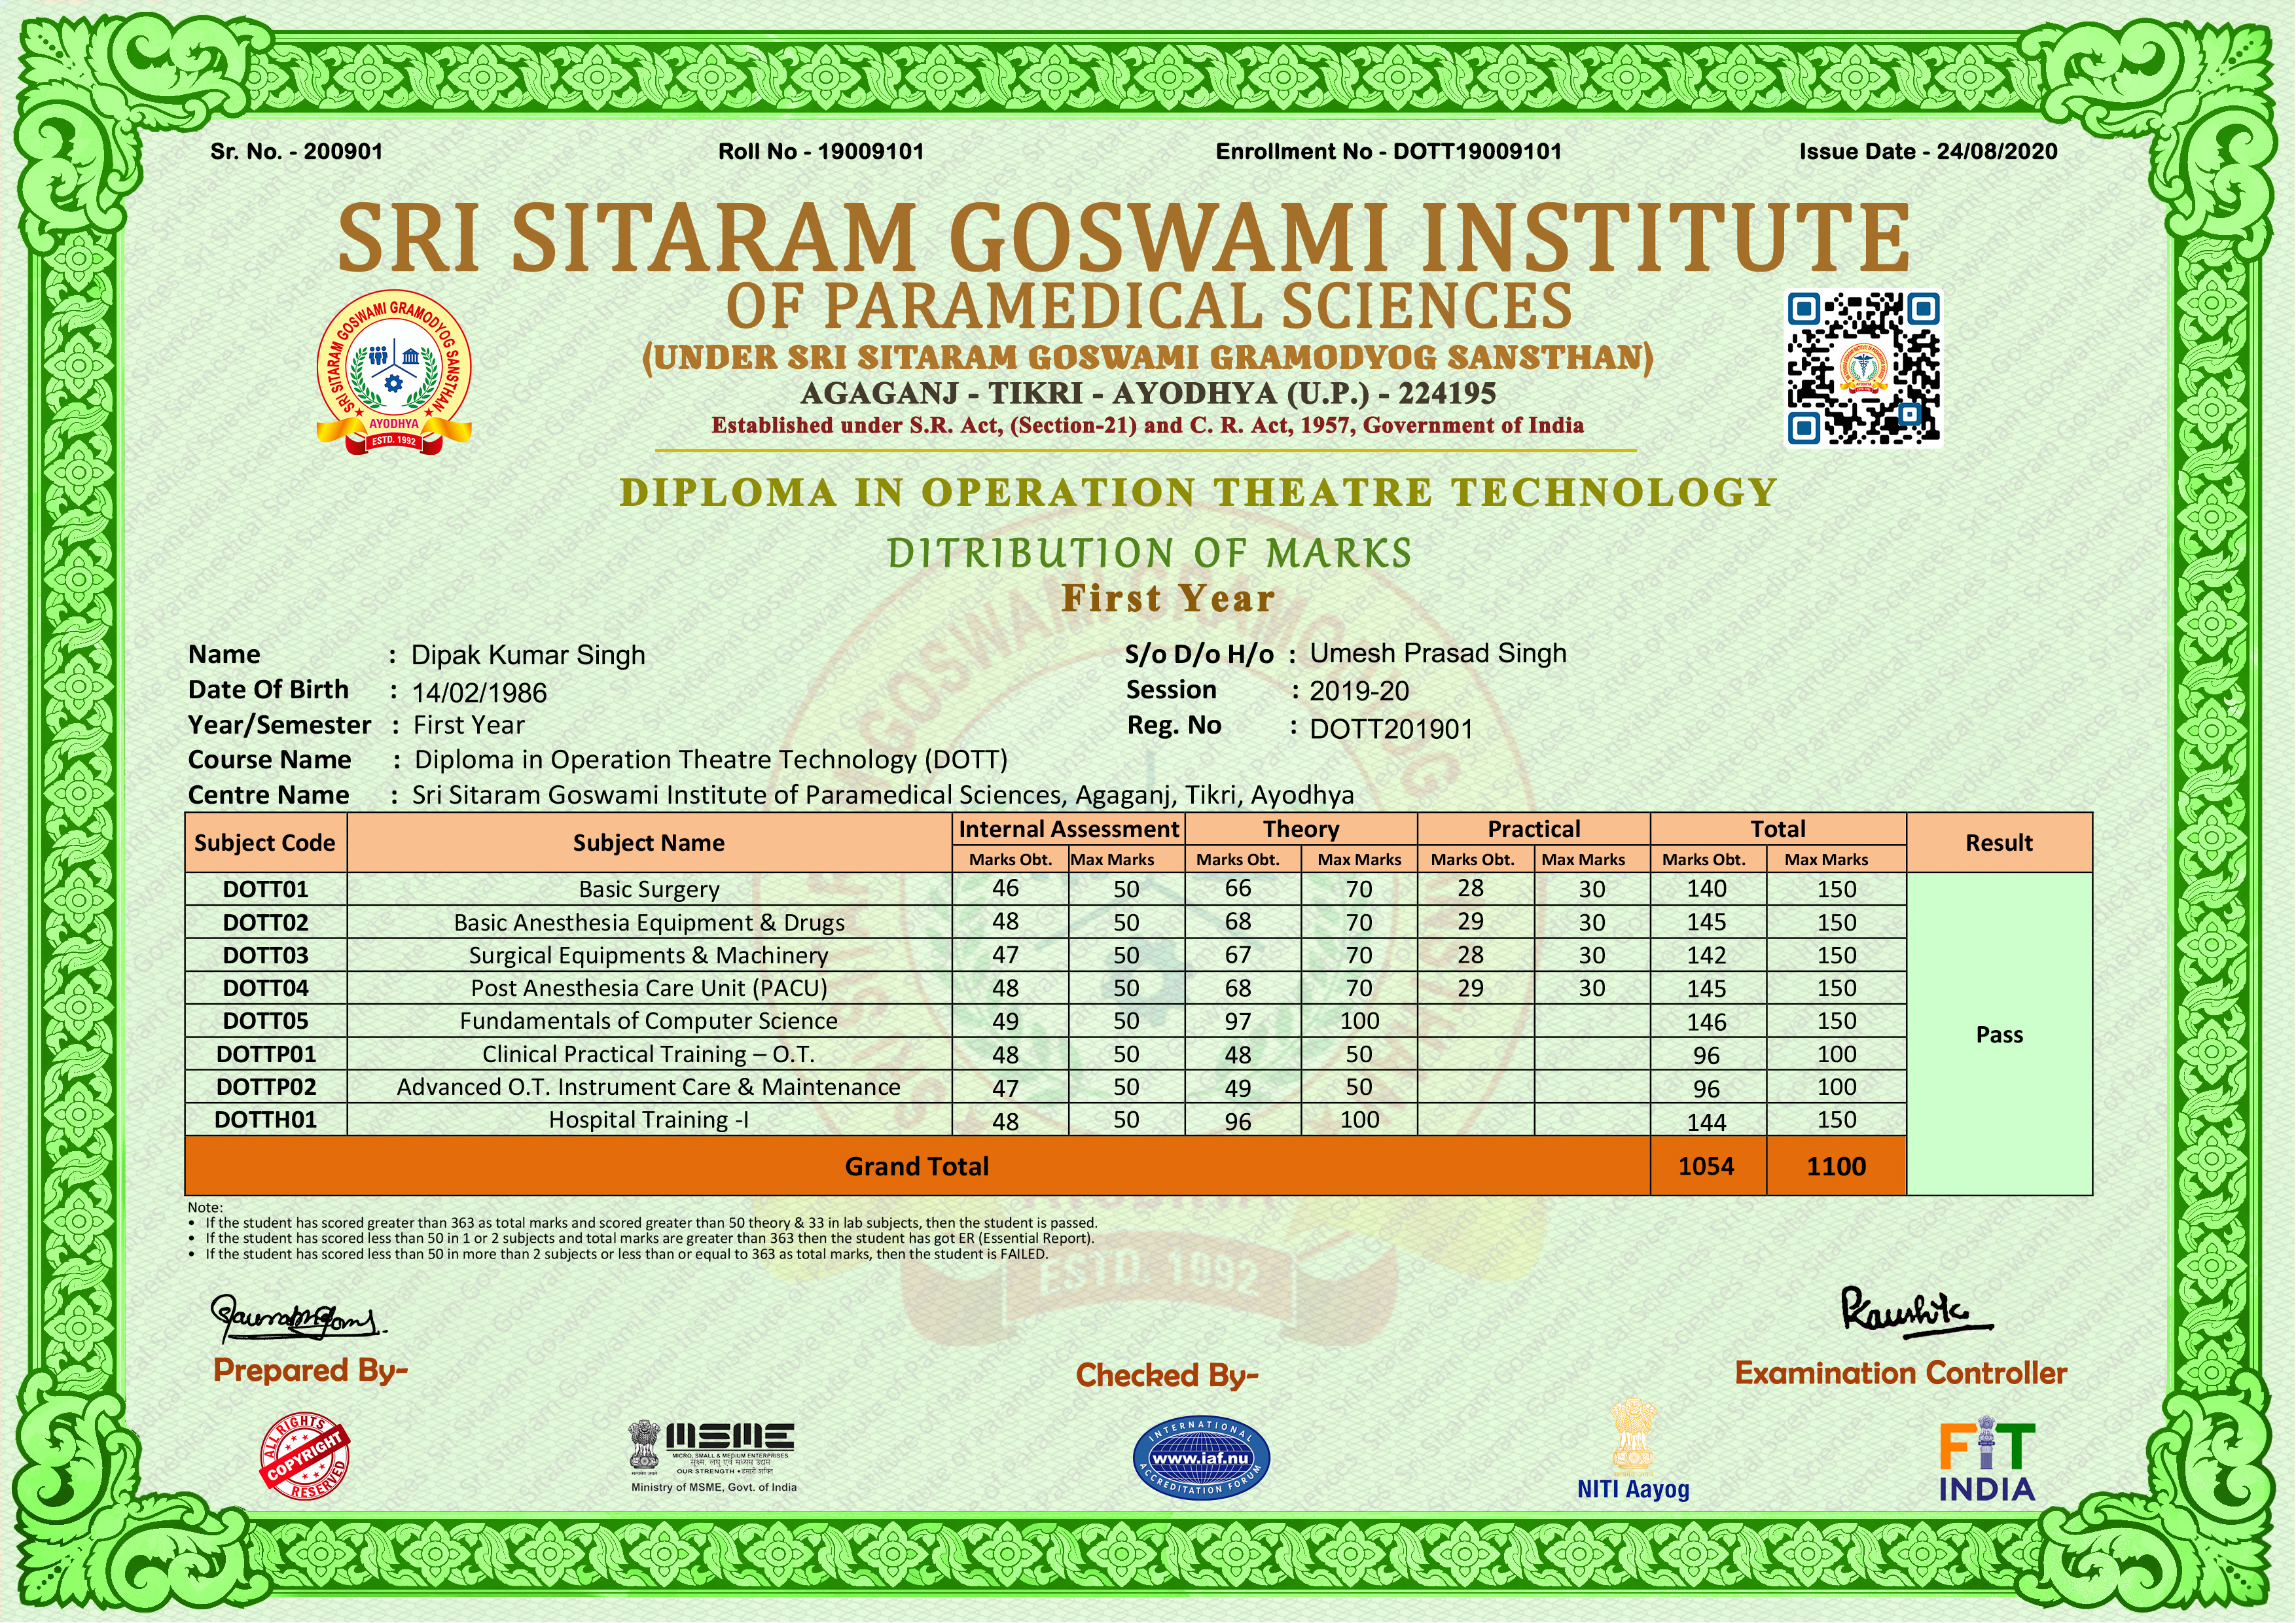 Sr. No. - 200901 Roll No - 19009101 Enrollment No - DOTT19009101 Issue Date - 24/08/2020
SRI SITARAM GOSWAMI INSTITUTE
OF PARAMEDICAL SCIENCES
(UNDER SRI SITARAM GOSWAMI GRAMODYOG SANSTHAN)
AGAGANJ - TIKRI - AYODHYA (U.P.) - 224195
Established under S.R. Act, (Section-21) and C. R. Act, 1957, Government of India
SRI SITARAM GOSWAMI GRAMODYOG SANSTHAN
AYODHYA
ESTD. 1992
DIPLOMA IN OPERATION THEATRE TECHNOLOGY
DITRIBUTION OF MARKS
First Year
Name : Dipak Kumar Singh S/o D/o H/o : Umesh Prasad Singh
Date Of Birth : 14/02/1986 Session : 2019-20
Year/Semester : First Year Reg. No : DOTT201901
Course Name : Diploma in Operation Theatre Technology (DOTT)
Centre Name : Sri Sitaram Goswami Institute of Paramedical Sciences, Agaganj, Tikri, Ayodhya
Subject Code Subject Name Internal Assessment Theory Practical Total Result
Marks Obt. Max Marks Marks Obt. Max Marks Marks Obt. Max Marks Marks Obt. Max Marks
DOTT01 Basic Surgery 46 50 66 70 28 30 140 150
DOTT02 Basic Anesthesia Equipment & Drugs 48 50 68 70 29 30 145 150
DOTT03 Surgical Equipments & Machinery 47 50 67 70 28 30 142 150
DOTT04 Post Anesthesia Care Unit (PACU) 48 50 68 70 29 30 145 150
DOTT05 Fundamentals of Computer Science 49 50 97 100 146 150
Pass
DOTTP01 Clinical Practical Training – O.T. 48 50 48 50 96 100
DOTTP02 Advanced O.T. Instrument Care & Maintenance 47 50 49 50 96 100
DOTTH01 Hospital Training -I 48 50 96 100 144 150
Grand Total 1054 1100
Note:
• If the student has scored greater than 363 as total marks and scored greater than 50 theory & 33 in lab subjects, then the student is passed.
• If the student has scored less than 50 in 1 or 2 subjects and total marks are greater than 363 then the student has got ER (Essential Report).
• If the student has scored less than 50 in more than 2 subjects or less than or equal to 363 as total marks, then the student is FAILED.
ESTD. 1992
Kaushik
Prepared By- Checked By- Examination Controller
ALL RIGHTS
COPYRIGHT
RESERVED
MSME
MICRO, SMALL & MEDIUM ENTERPRISES
सूक्ष्म, लघु एवं मध्यम उद्यम
OUR STRENGTH • हमारी शक्ति
सत्यमेव जयते
Ministry of MSME, Govt. of India
INTERNATIONAL
www.iaf.nu
ACCREDITATION FORUM
सत्यमेव जयते
NITI Aayog
FIT
INDIA